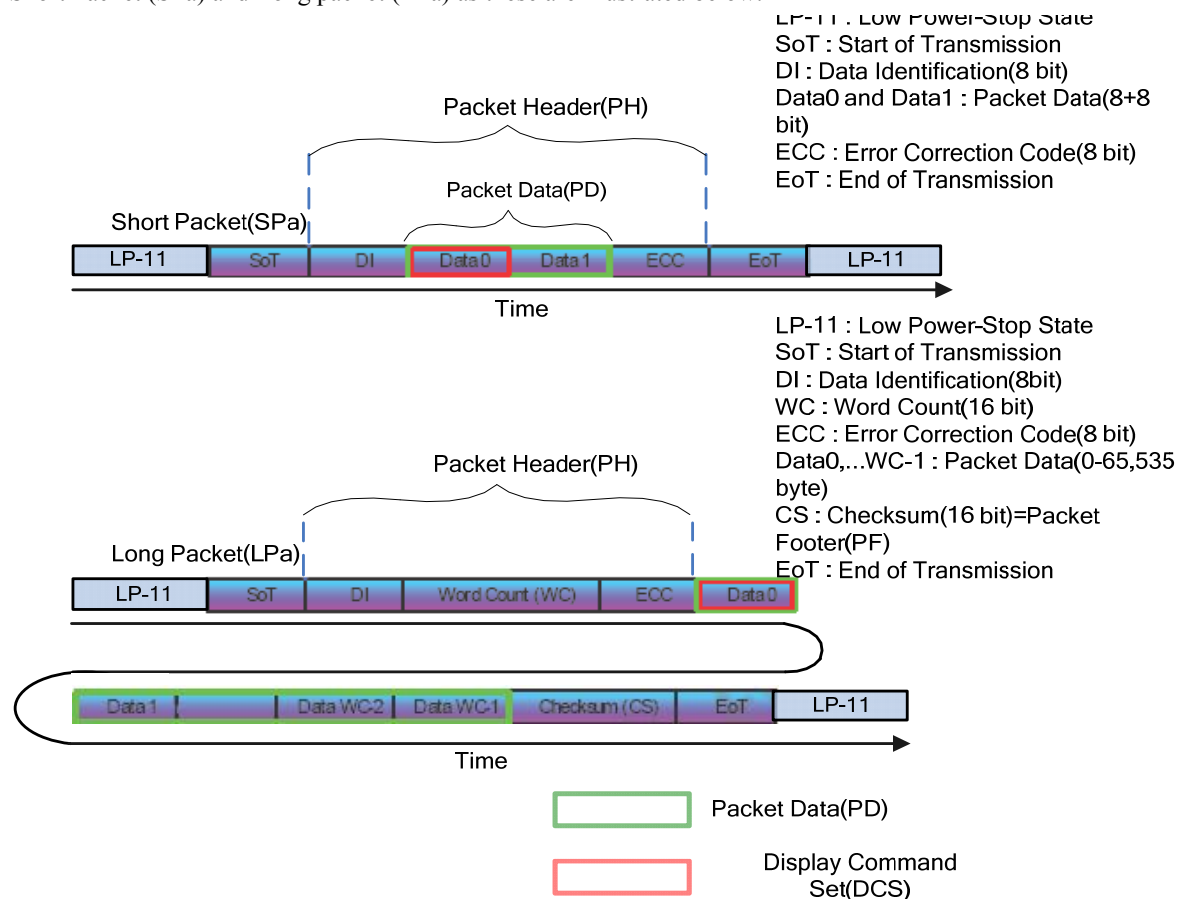 LP-11 : Low Power-Stop State
SoT : Start of Transmission
DI : Data Identification(8 bit)
Data0 and Data1 : Packet Data(8+8
bit)
ECC : Error Correction Code(8 bit)
EoT : End of Transmission
Packet Header(PH)
Packet Data(PD)
Short Packet(SPa)
LP-11 SoT DI Data0 Data1 ECC EoT LP-11
Time
LP-11 : Low Power-Stop State
SoT : Start of Transmission
DI : Data Identification(8bit)
WC : Word Count(16 bit)
ECC : Error Correction Code(8 bit)
Data0,...WC-1 : Packet Data(0-65,535
byte)
CS : Checksum(16 bit)=Packet
Footer(PF)
EoT : End of Transmission
Packet Header(PH)
Long Packet(LPa)
LP-11 SoT DI Word Count (WC) ECC Data0
Data1 Data WC-2 Data WC-1 Checksum (CS) EoT LP-11
Time
Packet Data(PD)
Display Command
Set(DCS)